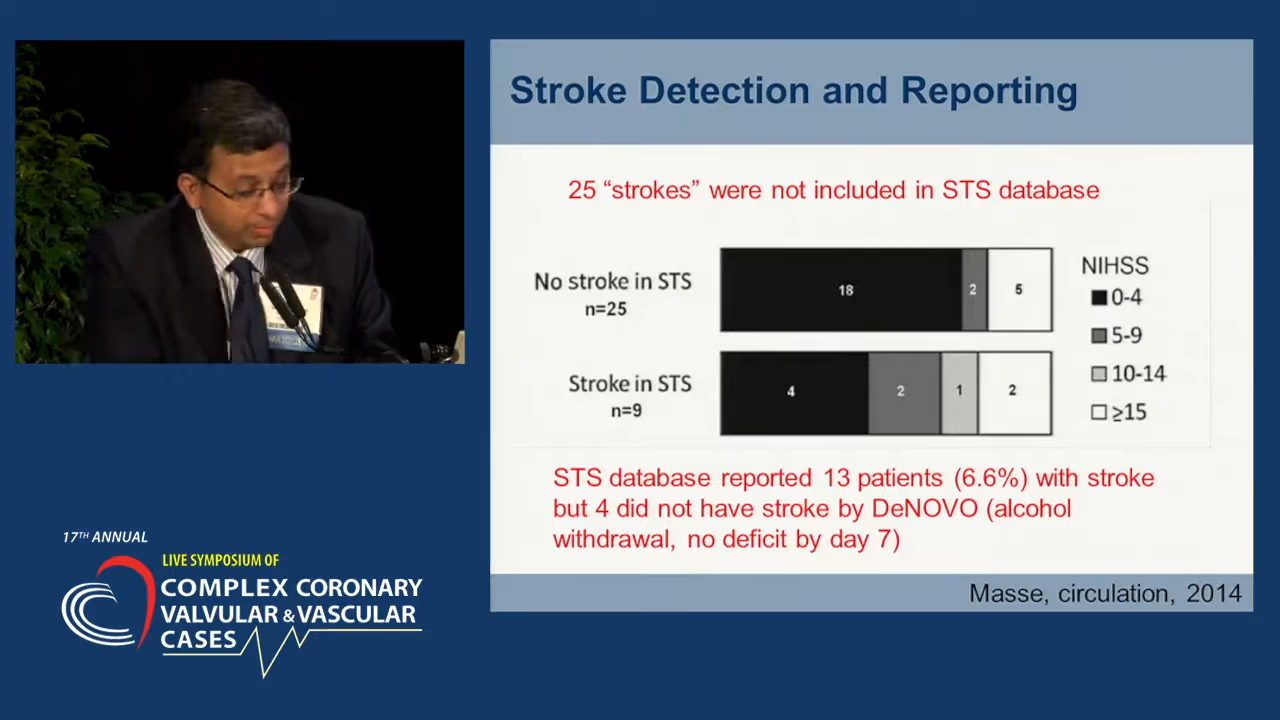 Stroke Detection and Reporting
25 “strokes” were not included in STS database
No stroke in STS
n=25
18
2
5
Stroke in STS
n=9
4
2
1
2
NIHSS
0-4
5-9
10-14
≥15
STS database reported 13 patients (6.6%) with stroke
but 4 did not have stroke by DeNOVO (alcohol
withdrawal, no deficit by day 7)
Masse, circulation, 2014
17TH ANNUAL
LIVE SYMPOSIUM OF
COMPLEX CORONARY
VALVULAR & VASCULAR
CASES